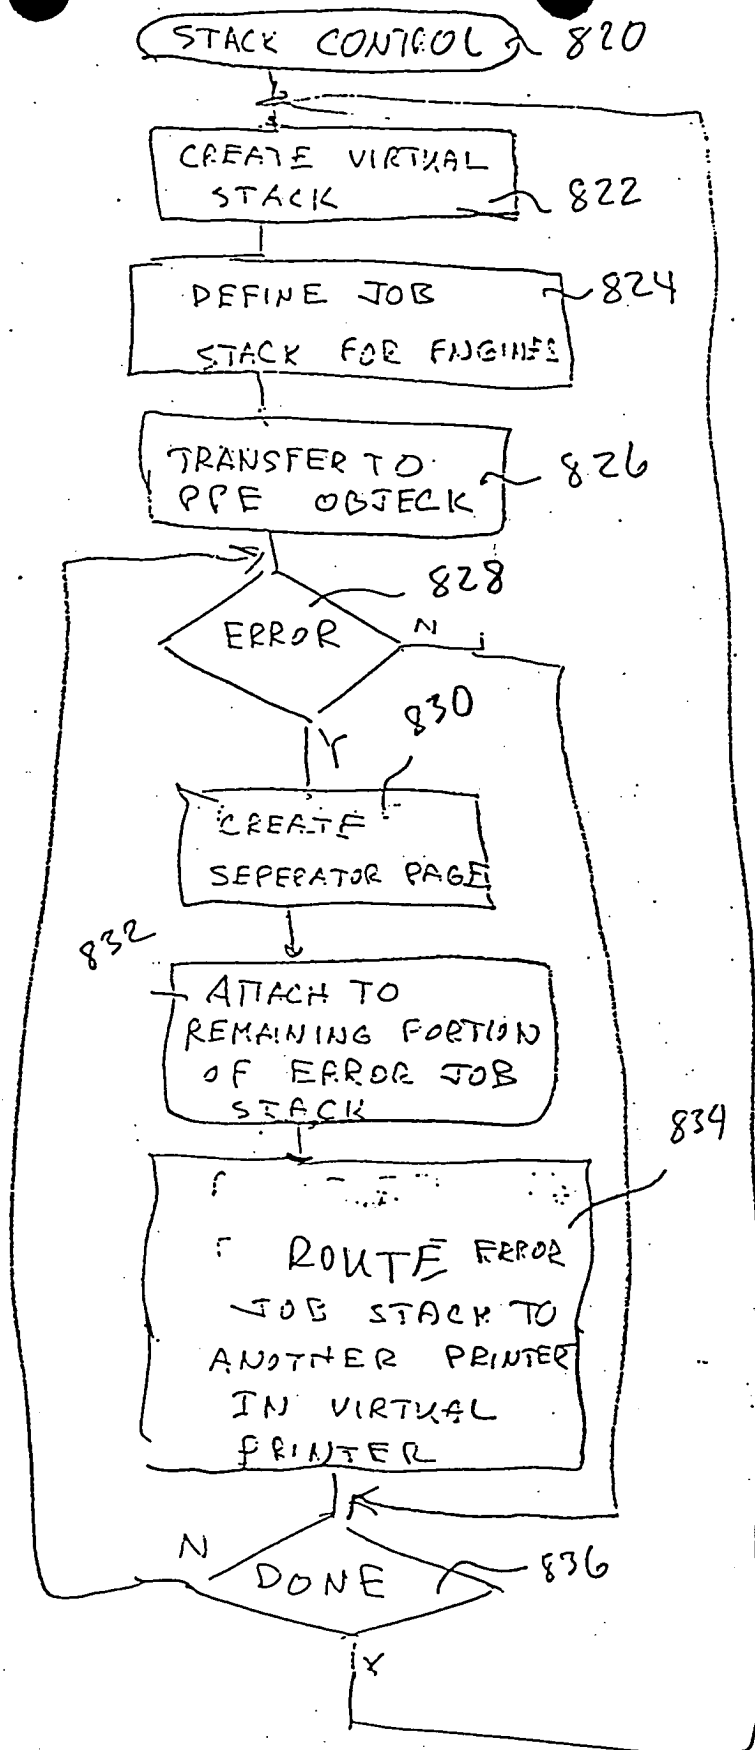 STACK CONTROL 820
CREATE VIRTUAL
STACK 822
DEFINE JOB 824
STACK FOR ENGINES
TRANSFER TO
PPE OBJECK 826
828
ERROR N
830
Y
CREATE
SEPERATOR PAGE
832
ATTACH TO
REMAINING PORTION
OF ERROR JOB
STACK
834
ROUTE ERROR
JOB STACK TO
ANOTHER PRINTER
IN VIRTUAL
PRINTER
N
DONE 836
Y